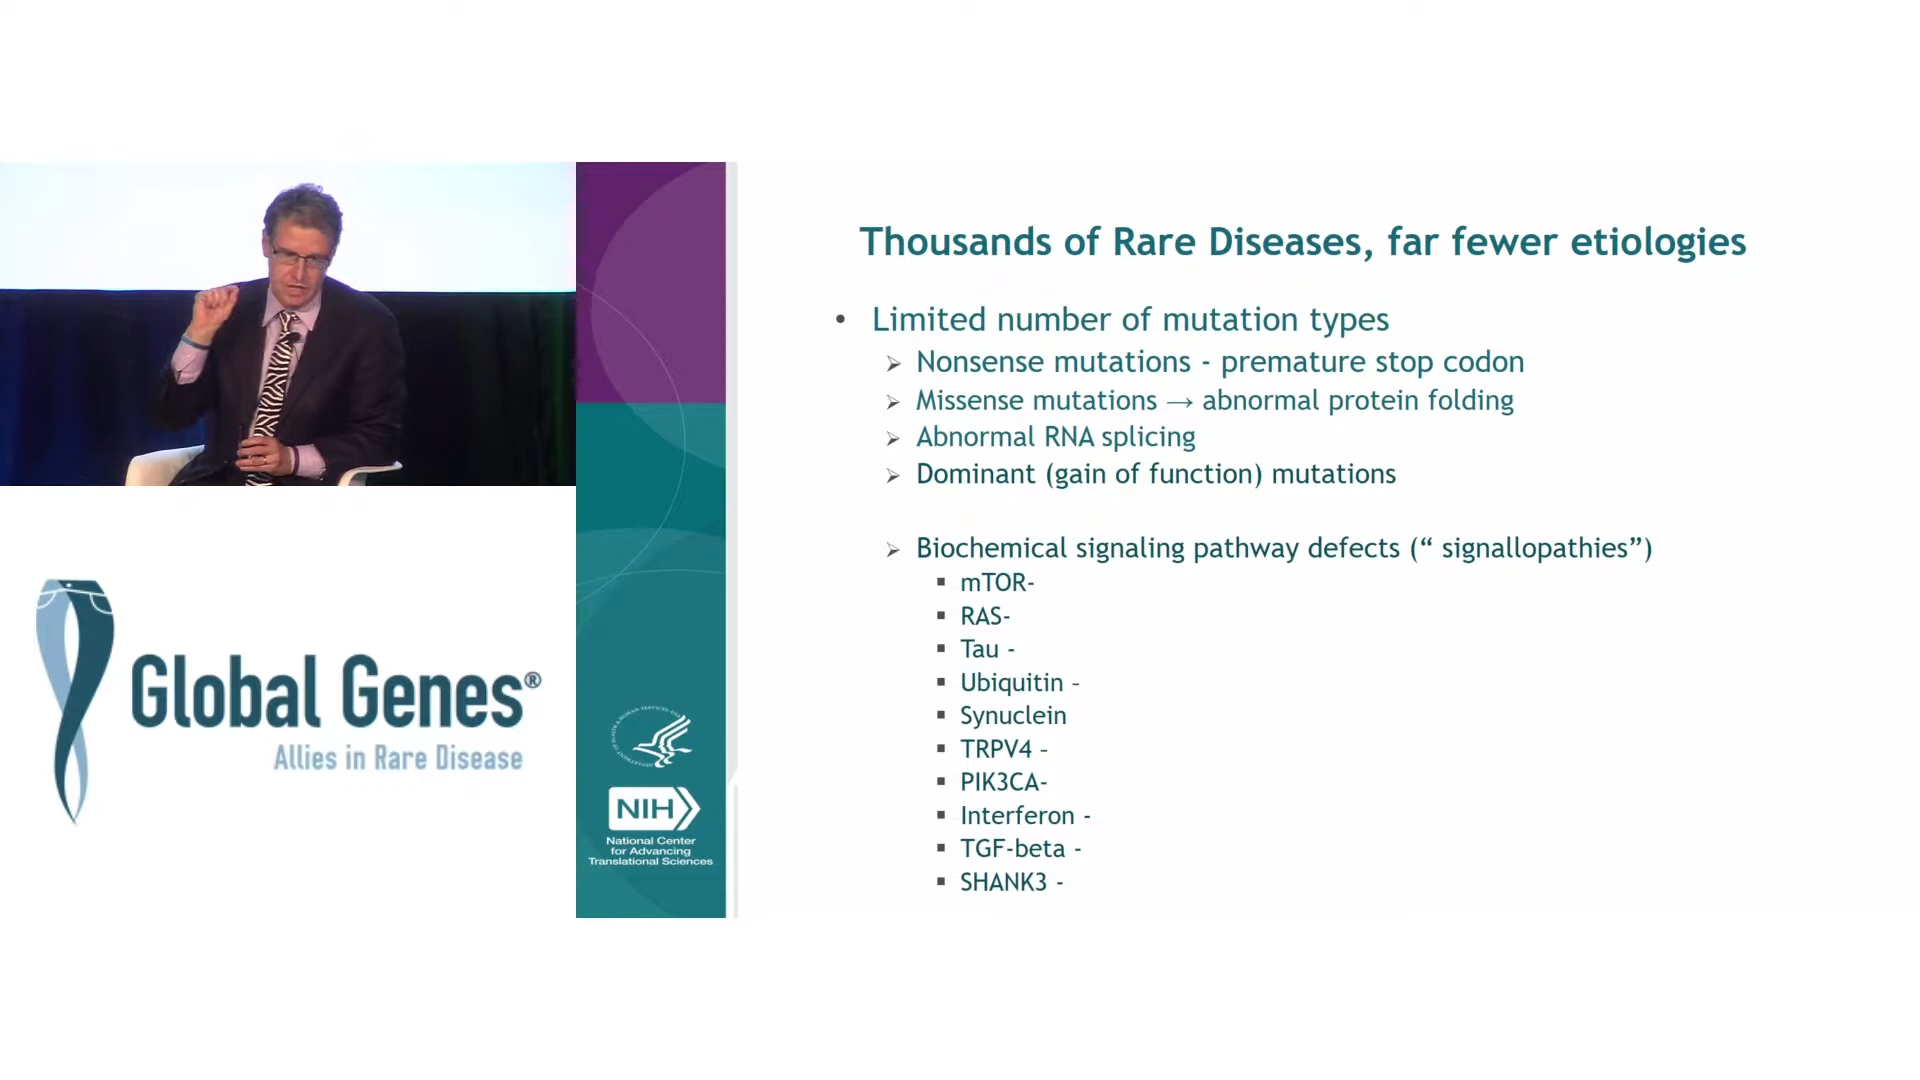 Thousands of Rare Diseases, far fewer etiologies
• Limited number of mutation types
➢ Nonsense mutations - premature stop codon
➢ Missense mutations → abnormal protein folding
➢ Abnormal RNA splicing
➢ Dominant (gain of function) mutations
➢ Biochemical signaling pathway defects (“ signallopathies”)
▪ mTOR-
▪ RAS-
▪ Tau -
▪ Ubiquitin –
▪ Synuclein
▪ TRPV4 –
▪ PIK3CA-
▪ Interferon -
▪ TGF-beta -
▪ SHANK3 -
Global Genes®
Allies in Rare Disease
NIH
National Center
for Advancing
Translational Sciences